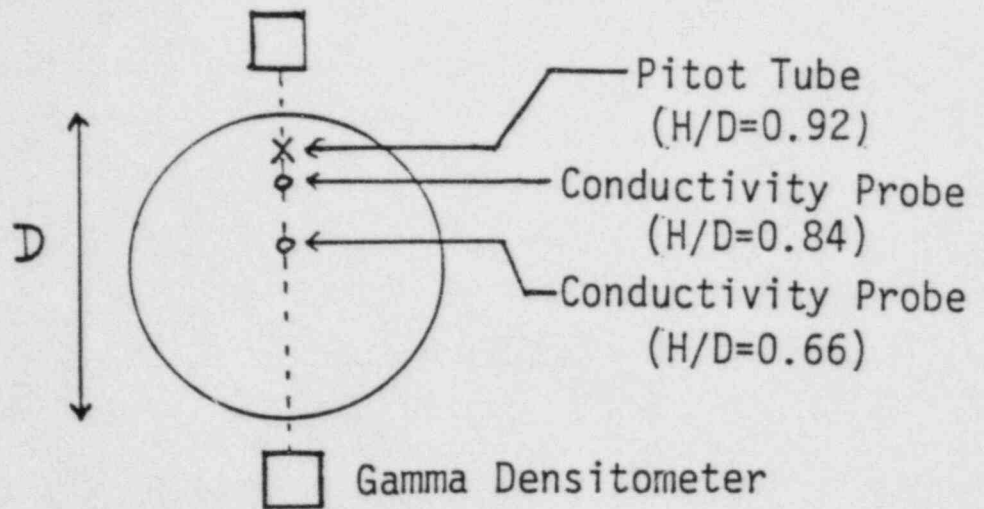 Pitot Tube
(H/D=0.92)
Conductivity Probe
(H/D=0.84)
D
Conductivity Probe
(H/D=0.66)
Gamma Densitometer